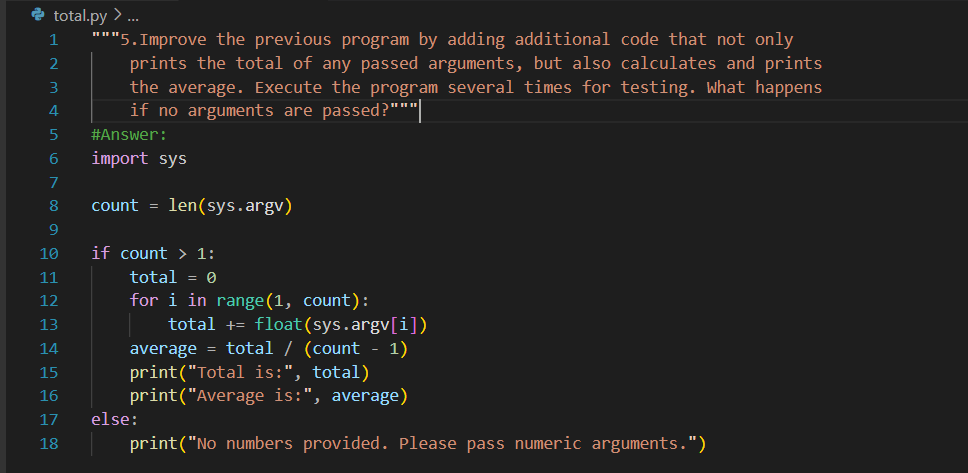 total.py > ...
1 """5.Improve the previous program by adding additional code that not only
2     prints the total of any passed arguments, but also calculates and prints
3     the average. Execute the program several times for testing. What happens
4     if no arguments are passed?"""
5 #Answer:
6 import sys
7
8 count = len(sys.argv)
9
10 if count > 1:
11     total = 0
12     for i in range(1, count):
13         total += float(sys.argv[i])
14     average = total / (count - 1)
15     print("Total is:", total)
16     print("Average is:", average)
17 else:
18     print("No numbers provided. Please pass numeric arguments.")